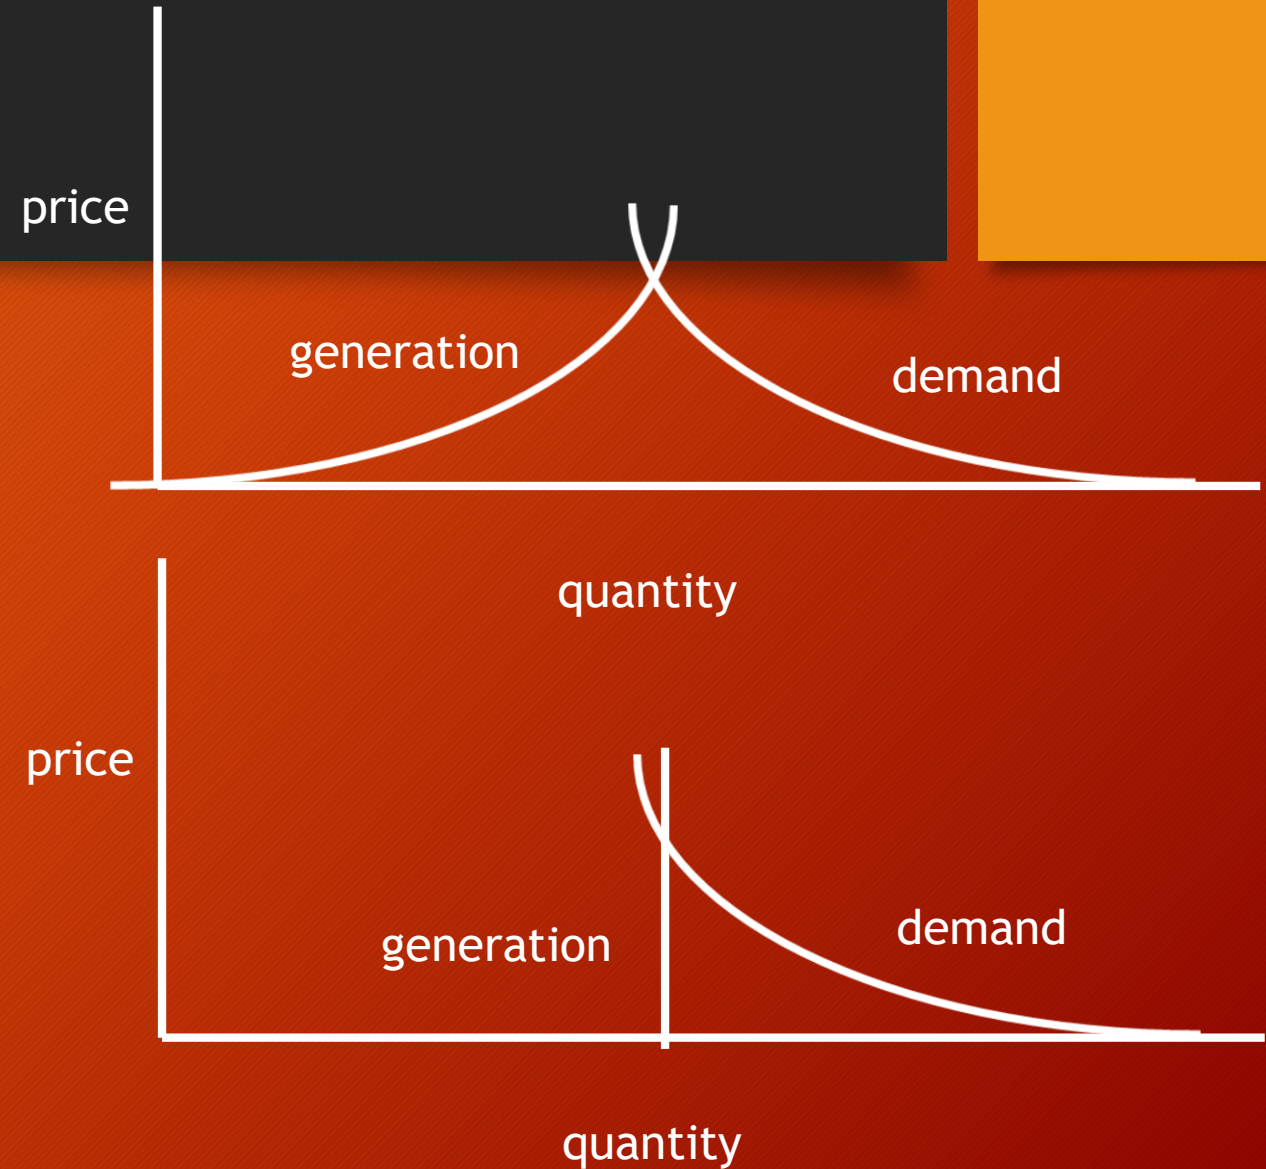 price
generation
demand
quantity
price
demand
generation
quantity